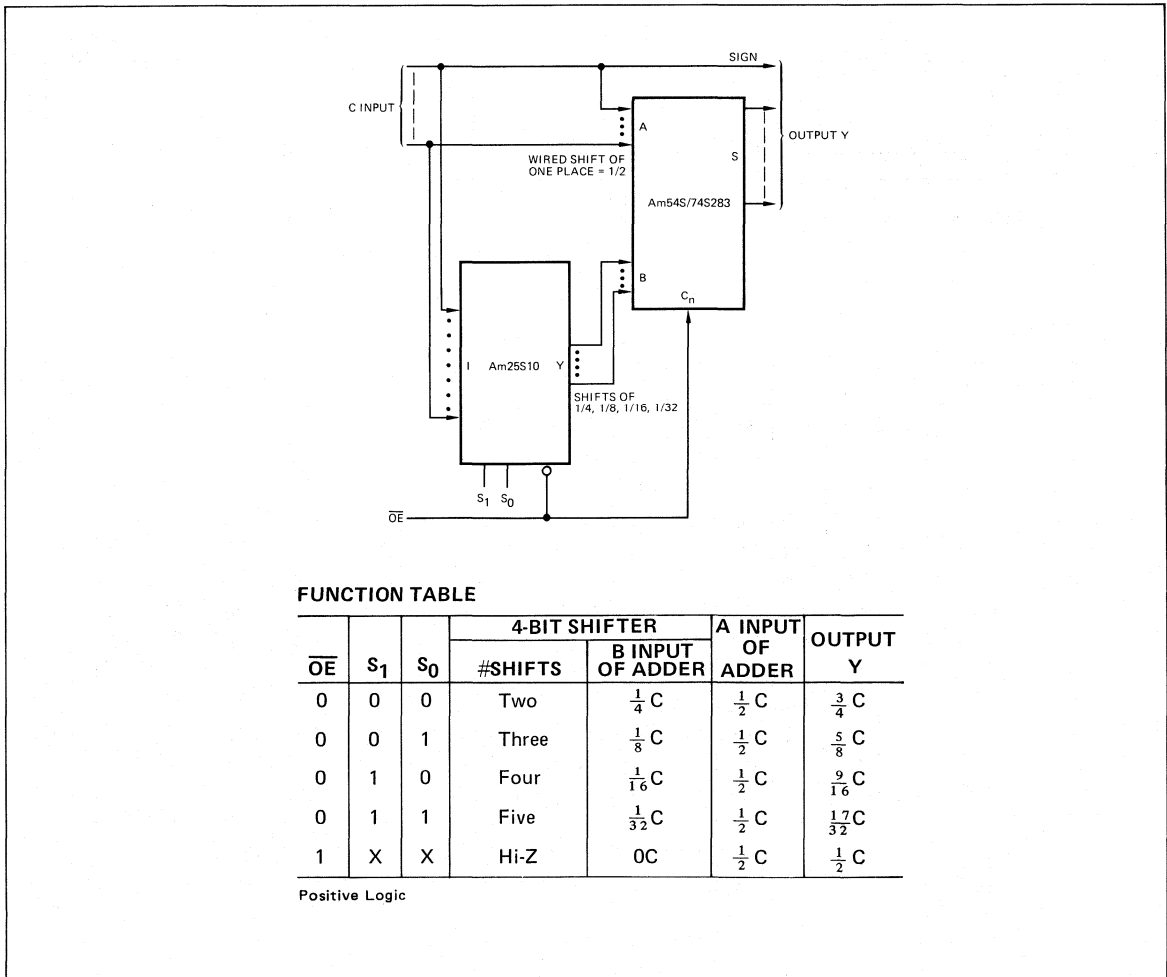 SIGN
C INPUT
A
OUTPUT Y
WIRED SHIFT OF
ONE PLACE = 1/2
S
Am54S/74S283
B
Cn
I Am25S10 Y
SHIFTS OF
1/4, 1/8, 1/16, 1/32
S1 S0
OE
FUNCTION TABLE
4-BIT SHIFTER A INPUT OF ADDER OUTPUT Y
OE S1 S0 #SHIFTS B INPUT OF ADDER
0 0 0 Two 1/4 C 1/2 C 3/4 C
0 0 1 Three 1/8 C 1/2 C 5/8 C
0 1 0 Four 1/16 C 1/2 C 9/16 C
0 1 1 Five 1/32 C 1/2 C 17/32 C
1 X X Hi-Z 0C 1/2 C 1/2 C
Positive Logic